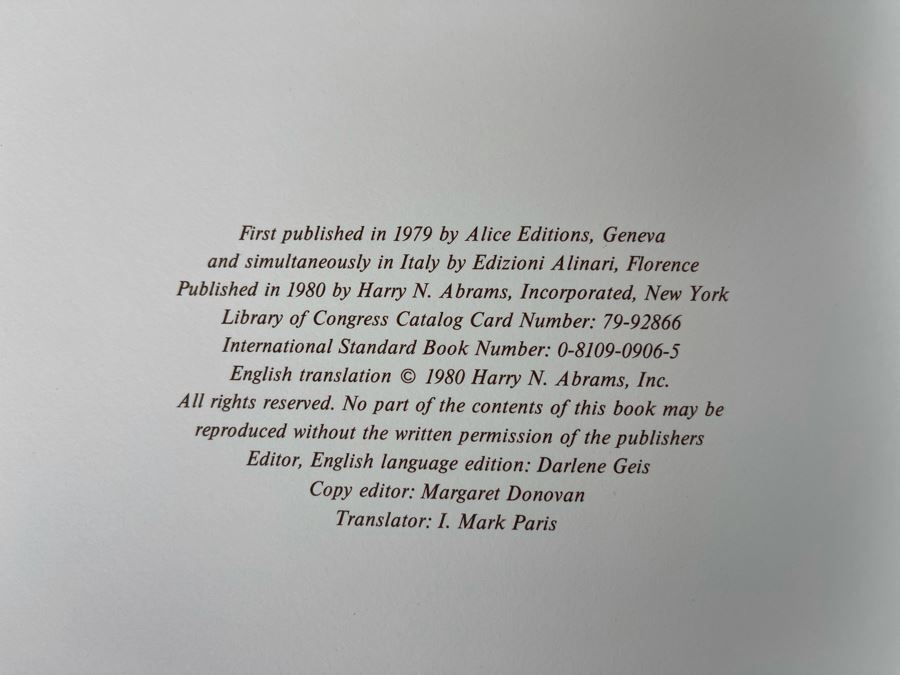 First published in 1979 by Alice Editions, Geneva
and simultaneously in Italy by Edizioni Alinari, Florence
Published in 1980 by Harry N. Abrams, Incorporated, New York
Library of Congress Catalog Card Number: 79-92866
International Standard Book Number: 0-8109-0906-5
English translation © 1980 Harry N. Abrams, Inc.
All rights reserved. No part of the contents of this book may be
reproduced without the written permission of the publishers
Editor, English language edition: Darlene Geis
Copy editor: Margaret Donovan
Translator: I. Mark Paris